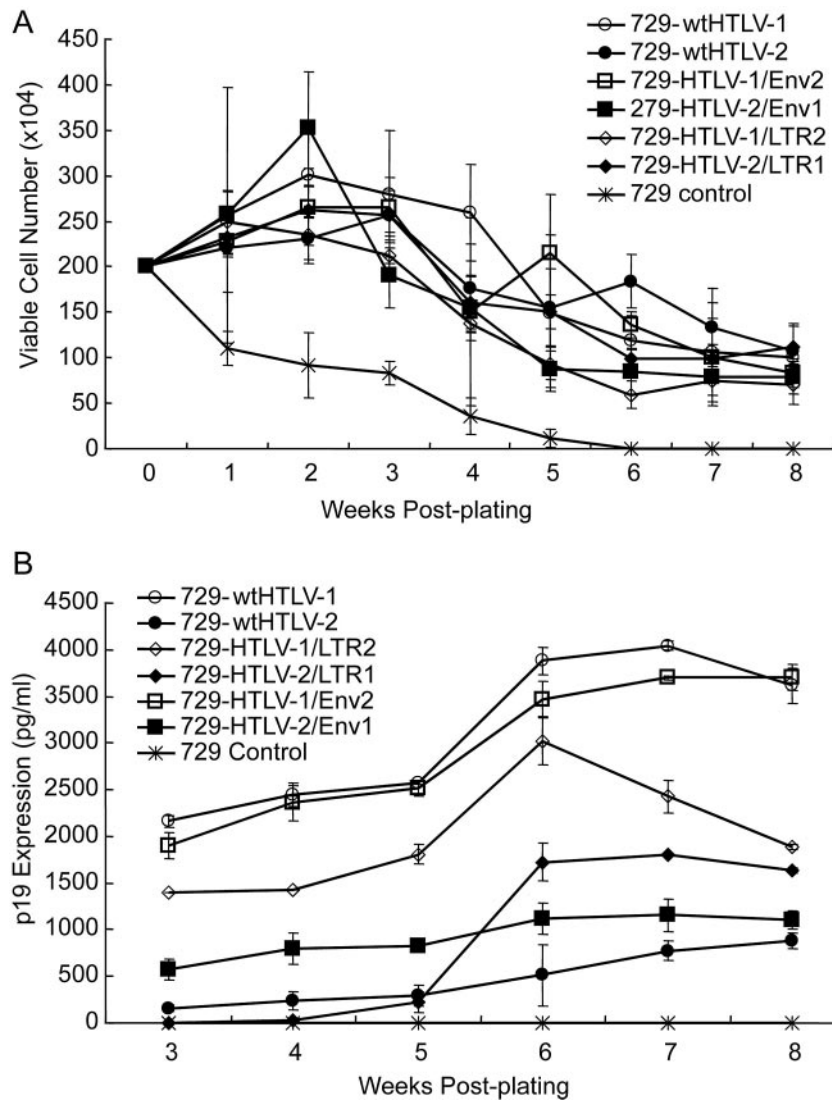 A
450
400
350
300
250
200
150
100
50
0
Viable Cell Number (x104)
729-wtHTLV-1
729-wtHTLV-2
729-HTLV-1/Env2
279-HTLV-2/Env1
729-HTLV-1/LTR2
729-HTLV-2/LTR1
729 control
0 1 2 3 4 5 6 7 8
Weeks Post-plating
B
729-wtHTLV-1
729-wtHTLV-2
729-HTLV-1/LTR2
729-HTLV-2/LTR1
729-HTLV-1/Env2
729-HTLV-2/Env1
729 Control
4500
4000
3500
3000
2500
2000
1500
1000
500
0
p19 Expression (pg/ml)
3 4 5 6 7 8
Weeks Post-plating